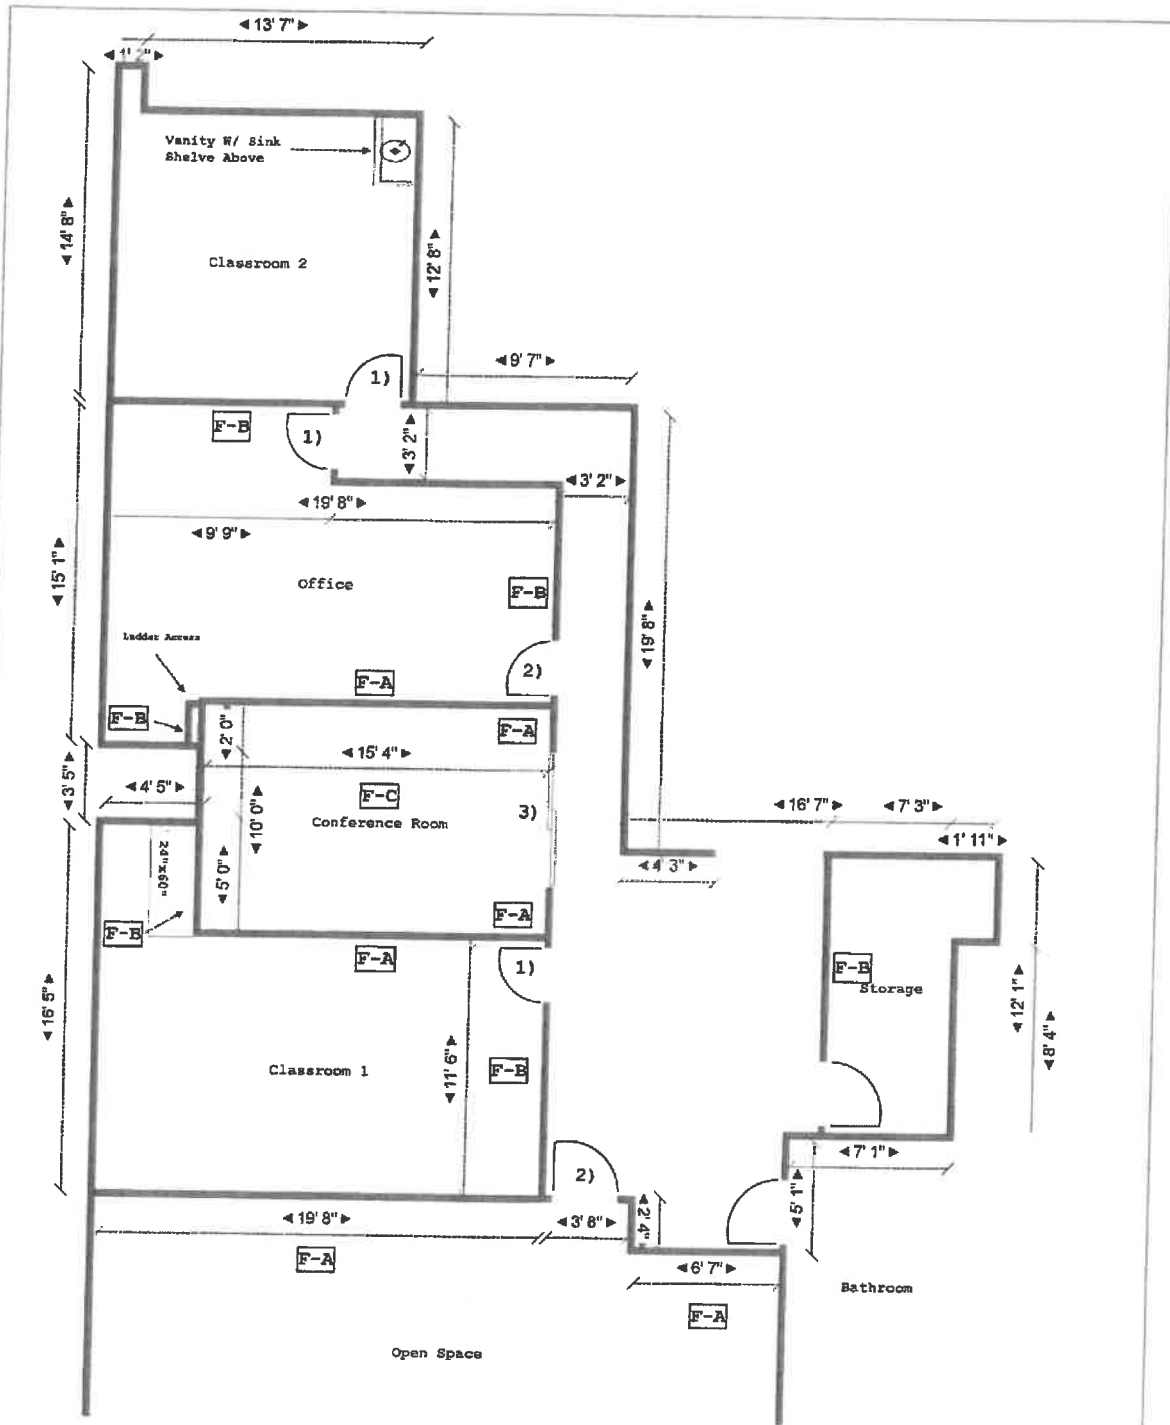 ◄13' 7"►
◄1' 2"►
Vanity W/ Sink
Shelve Above
◄14' 8"►
Classroom 2
◄12' 8"►
◄9' 7"►
1)
F-B
1)
◄3' 2"►
◄3' 2"►
◄19' 8"►
◄9' 9"►
◄15' 1"►
Office
F-B
◄19' 8"►
Ladder Access
2)
F-A
F-B
◄2' 0"►
F-A
◄15' 4"►
◄3' 5"►
◄4' 5"►
F-C
◄10' 0"►
3)
Conference Room
◄16' 7"►
◄7' 3"►
◄1' 11"►
24"x60"
◄5' 0"►
◄4' 3"►
F-B
F-A
F-A
1)
F-B
Storage
◄16' 5"►
◄12' 1"►
◄8' 4"►
Classroom 1
◄11' 6"►
F-B
◄7' 1"►
2)
◄5' 1"►
◄19' 8"►
◄3' 8"►
◄2' 4"►
F-A
◄6' 7"►
Bathroom
F-A
Open Space